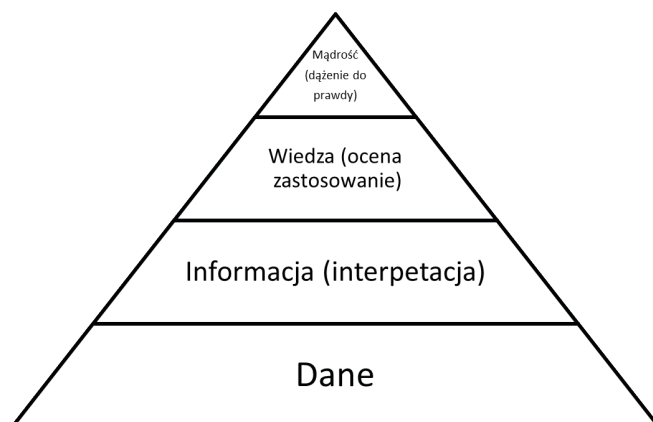 Mądrość
(dążenie do
prawdy)
Wiedza (ocena
zastosowanie)
Informacja (interpetacja)
Dane